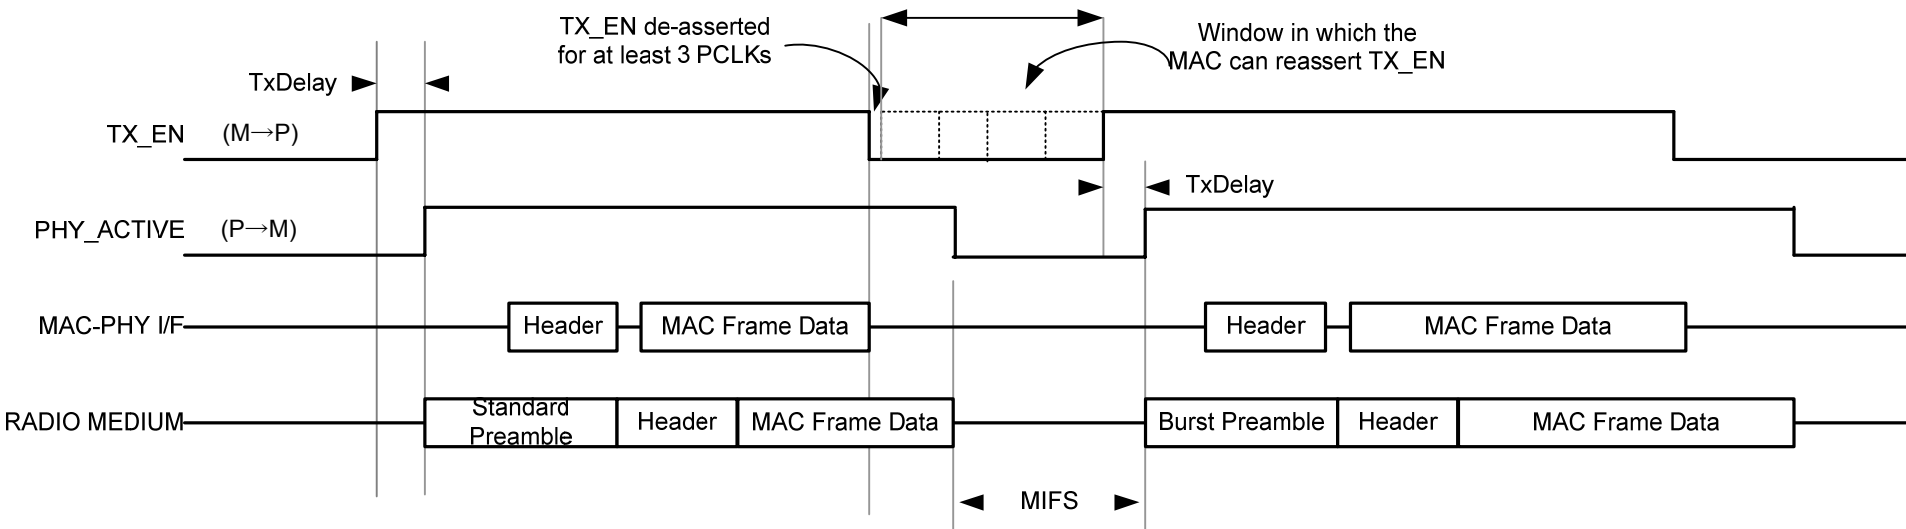 TX_EN de-asserted
for at least 3 PCLKs
Window in which the
MAC can reassert TX_EN
TxDelay
TX_EN (M→P)
TxDelay
PHY_ACTIVE (P→M)
MAC-PHY I/F Header MAC Frame Data Header MAC Frame Data
RADIO MEDIUM Standard Preamble Header MAC Frame Data Burst Preamble Header MAC Frame Data
MIFS